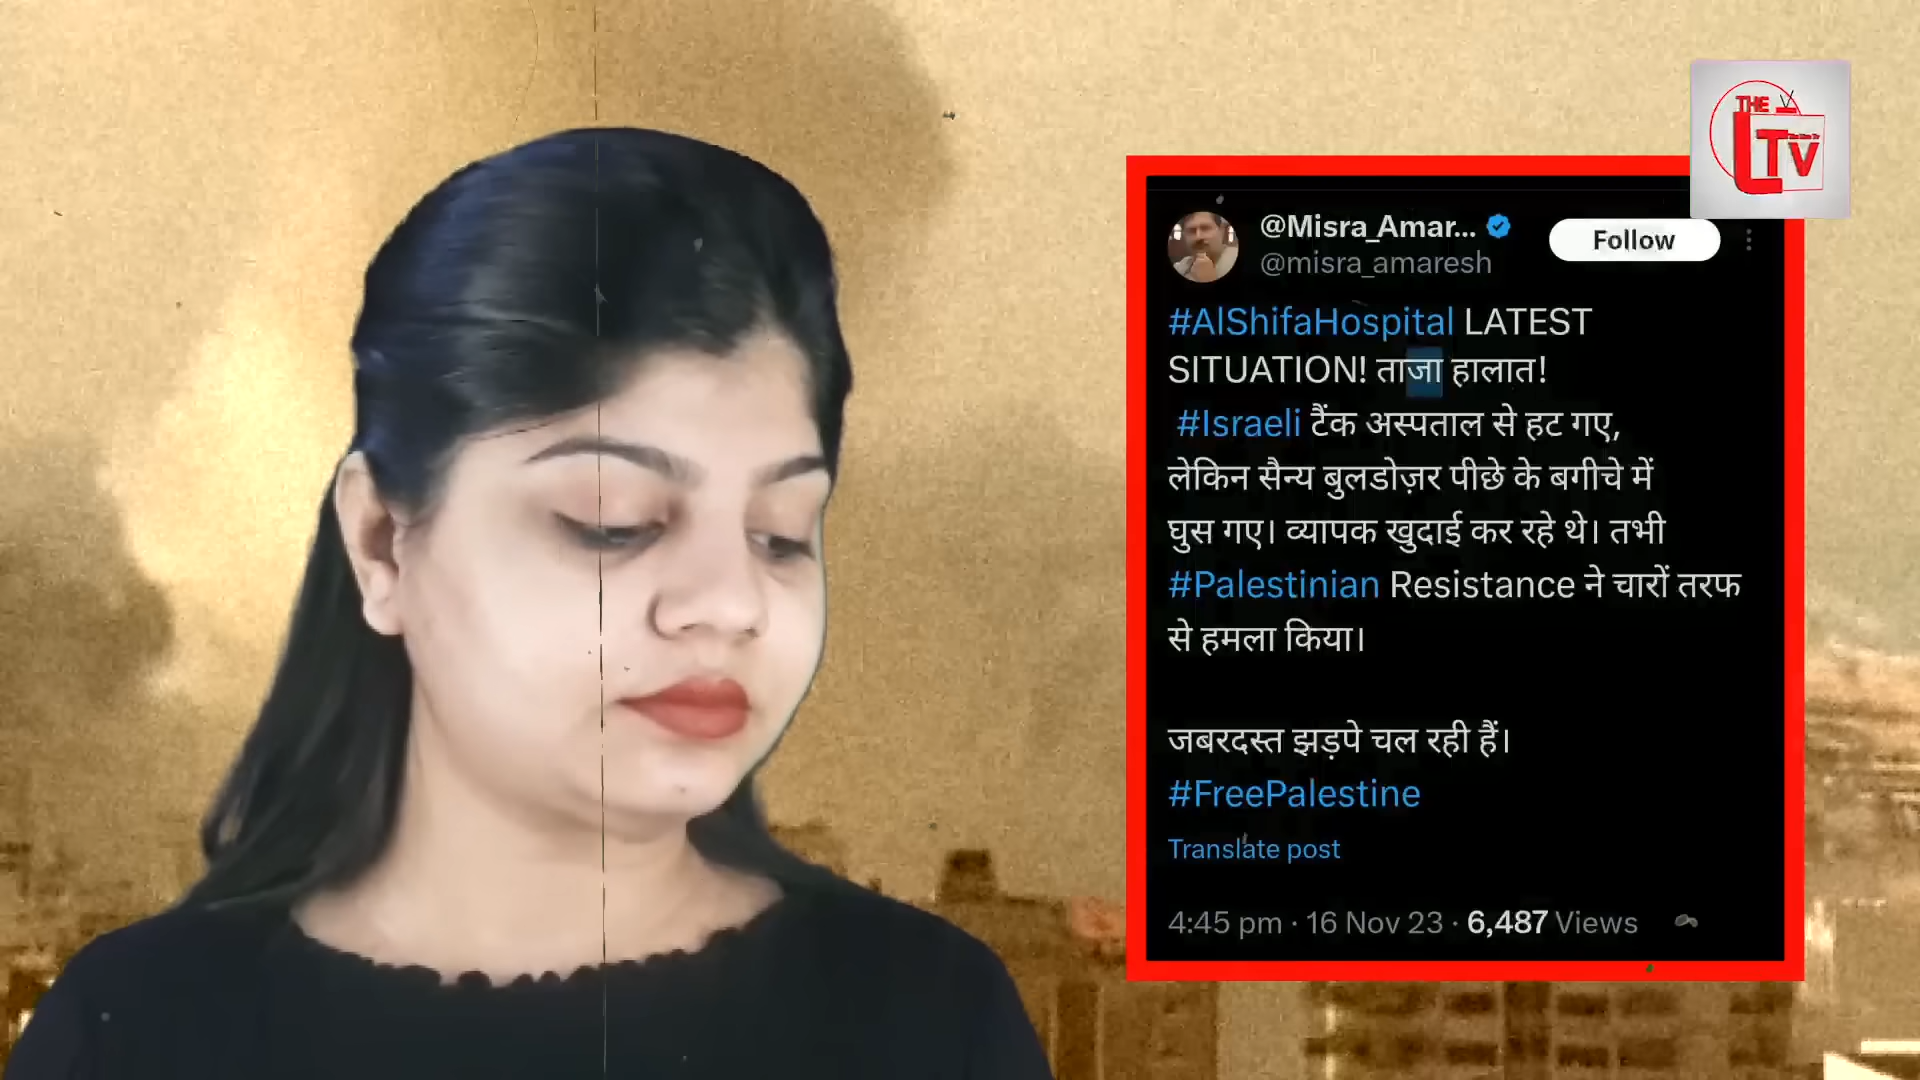 THE
LTV
@Misra_Amar...
Follow
@misra_amaresh
#AlShifaHospital LATEST
SITUATION! ताजा हालात!
#Israeli टैंक अस्पताल से हट गए,
लेकिन सैन्य बुलडोज़र पीछे के बगीचे में
घुस गए। व्यापक खुदाई कर रहे थे। तभी
#Palestinian Resistance ने चारों तरफ
से हमला किया।
जबरदस्त झड़पे चल रही हैं।
#FreePalestine
Translate post
4:45 pm · 16 Nov 23 · 6,487 Views